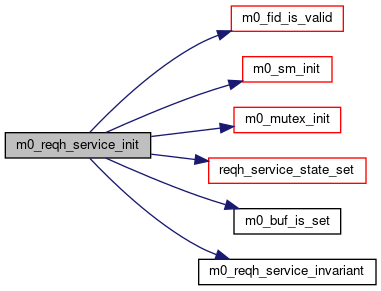 m0_fid_is_valid
m0_sm_init
m0_mutex_init
m0_reqh_service_init
reqh_service_state_set
m0_buf_is_set
m0_reqh_service_invariant